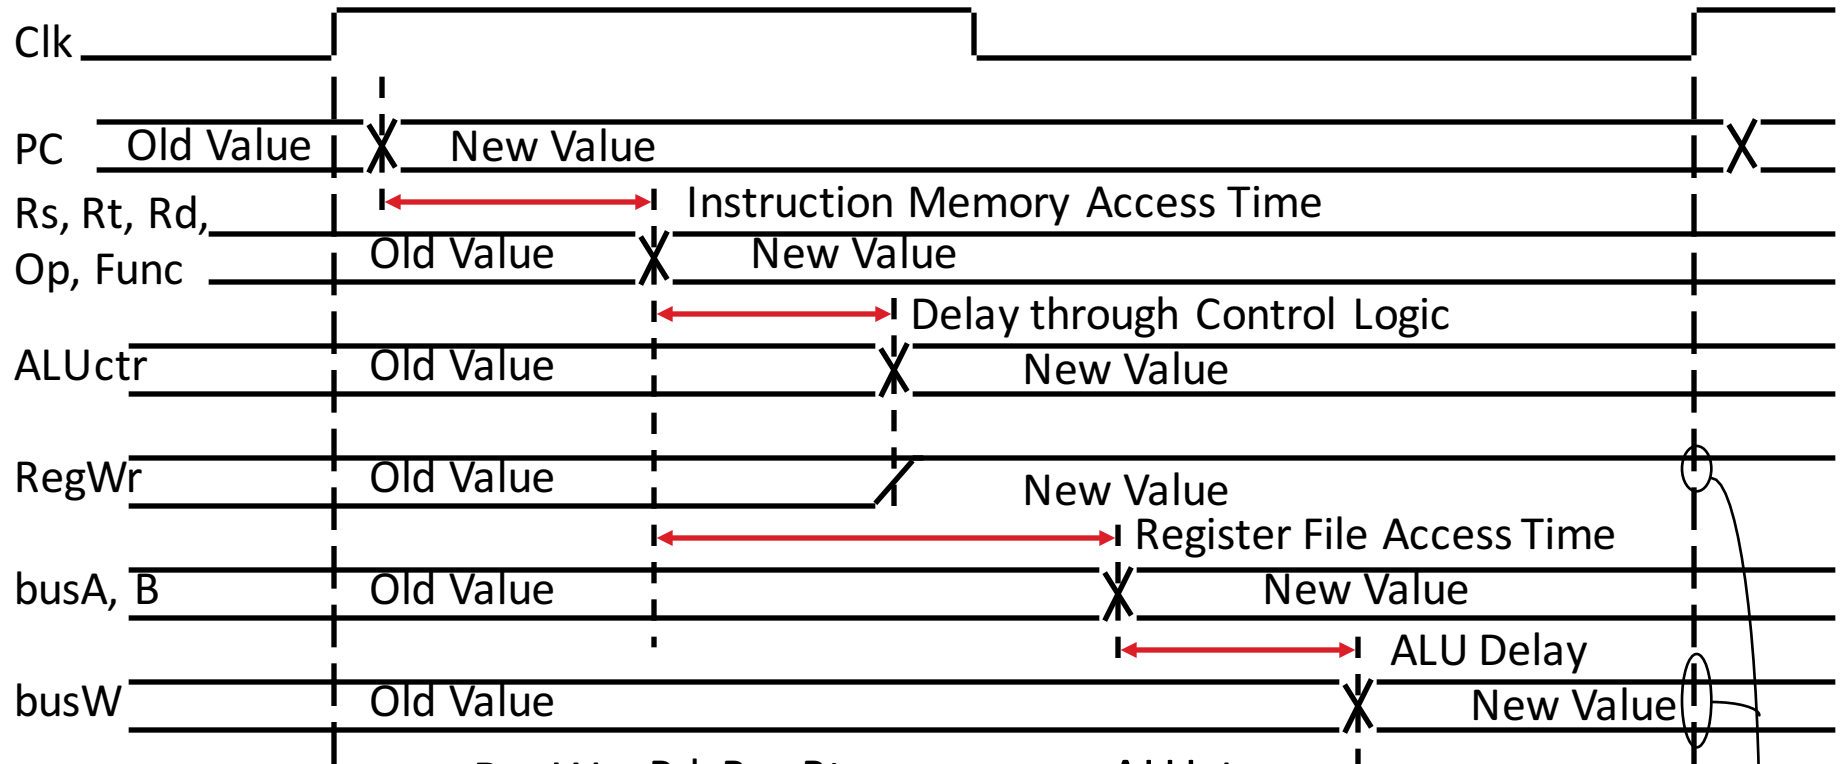 Clk
PC Old Value New Value
Rs, Rt, Rd, Instruction Memory Access Time
Op, Func Old Value New Value
Delay through Control Logic
ALUctr Old Value New Value
RegWr Old Value New Value
Register File Access Time
busA, B Old Value New Value
ALU Delay
busW Old Value New Value